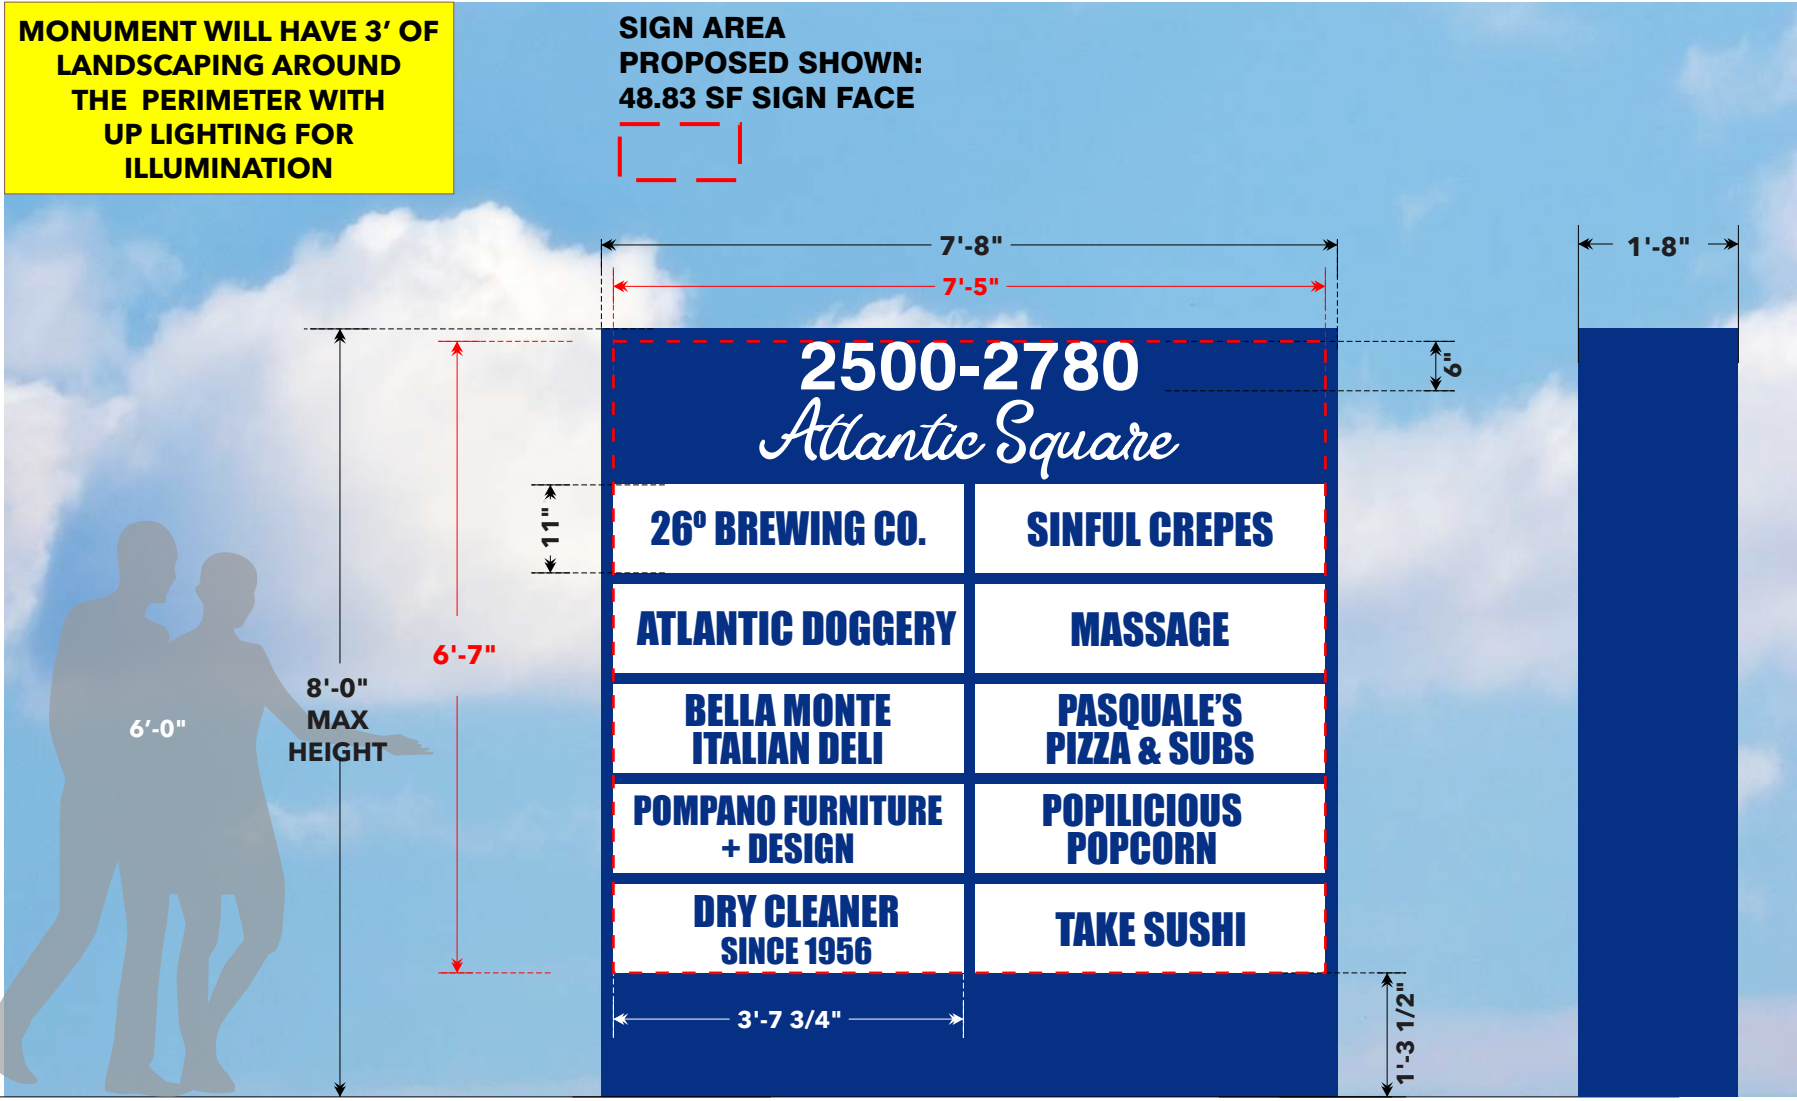 MONUMENT WILL HAVE 3’ OF
LANDSCAPING AROUND
THE PERIMETER WITH
UP LIGHTING FOR
ILLUMINATION
SIGN AREA
PROPOSED SHOWN:
48.83 SF SIGN FACE
7'-8"
7'-5"
1'-8"
2500-2780
6"
Atlantic Square
11"
26º BREWING CO.
SINFUL CREPES
ATLANTIC DOGGERY
MASSAGE
6'-7"
8'-0"
MAX
HEIGHT
6’-0"
BELLA MONTE
ITALIAN DELI
PASQUALE’S
PIZZA & SUBS
POMPANO FURNITURE
+ DESIGN
POPILICIOUS
POPCORN
DRY CLEANER
SINCE 1956
TAKE SUSHI
3'-7 3/4"
1'-3 1/2"